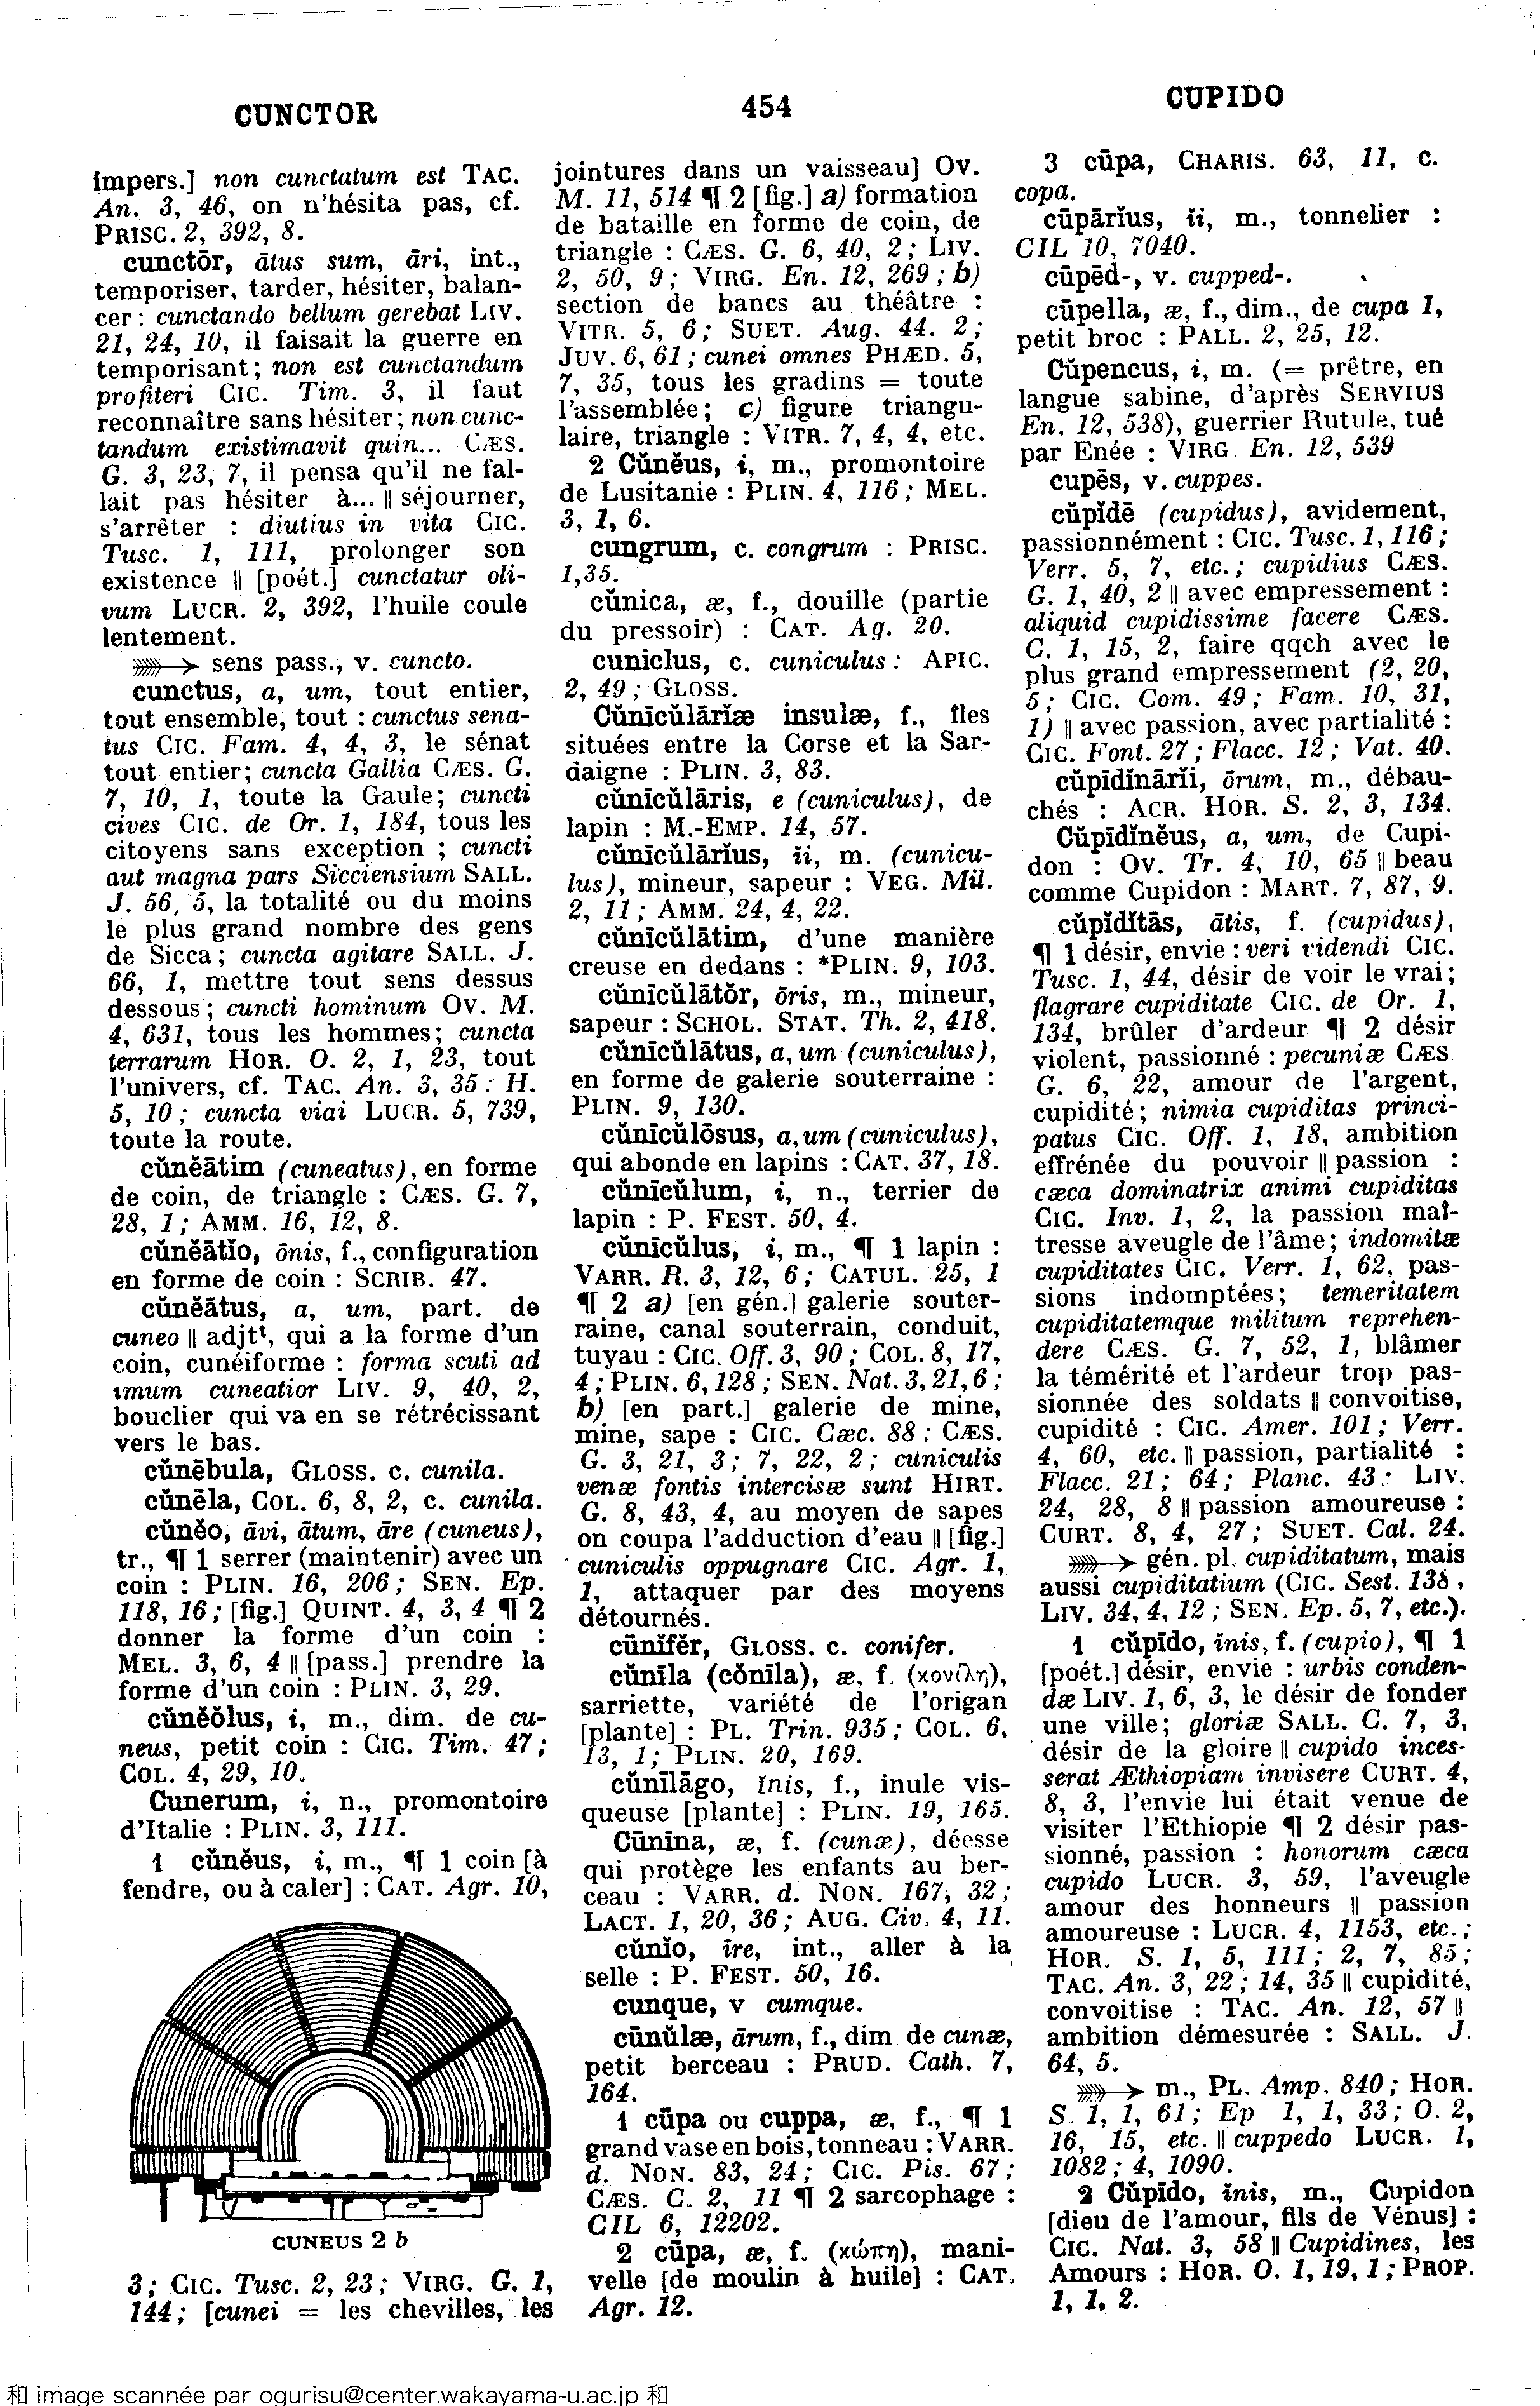 CUNCTOR
454
CUPIDO
impers.] non cunctatum est TAC.
An. 3, 46, on n'hésita pas, cf.
PRISC. 2, 392, 8.
cunctŏr, ātus sum, āri, int.,
temporiser, tarder, hésiter, balan-
cer : cunctando bellum gerebat LIV.
21, 24, 10, il faisait la guerre en
temporisant ; non est cunctandum
profiteri CIC. Tim. 3, il faut
reconnaître sans hésiter ; non cunc-
tandum existimavit quin... CÆS.
G. 3, 23, 7, il pensa qu'il ne fal-
lait pas hésiter à... || séjourner,
s'arrêter : diutius in vita CIC.
Tusc. 1, 111, prolonger son
existence || [poét.] cunctatur oli-
vum LUCR. 2, 392, l'huile coule
lentement.
sens pass., v. cuncto.
cunctus, a, um, tout entier,
tout ensemble, tout : cunctus sena-
tus CIC. Fam. 4, 4, 3, le sénat
tout entier ; cuncta Gallia CÆS. G.
7, 10, 1, toute la Gaule ; cuncti
cives CIC. de Or. 1, 184, tous les
citoyens sans exception ; cuncti
aut magna pars Sicciensium SALL.
J. 56, 5, la totalité ou du moins
le plus grand nombre des gens
de Sicca ; cuncta agitare SALL. J.
66, 1, mettre tout sens dessus
dessous ; cuncti hominum OV. M.
4, 631, tous les hommes ; cuncta
terrarum HOR. O. 2, 1, 23, tout
l'univers, cf. TAC. An. 3, 35 : H.
5, 10 ; cuncta viai LUCR. 5, 739,
toute la route.
cŭnĕātim (cuneatus), en forme
de coin, de triangle : CÆS. G. 7,
28, 1 ; AMM. 16, 12, 8.
cŭnĕātĭo, ōnis, f., configuration
en forme de coin : SCRIB. 47.
cŭnĕātus, a, um, part. de
cuneo || adjtᵗ, qui a la forme d'un
coin, cunéiforme : forma scuti ad
imum cuneatior LIV. 9, 40, 2,
bouclier qui va en se rétrécissant
vers le bas.
cŭnēbula, GLOSS. c. cunila.
cŭnēla, COL. 6, 8, 2, c. cunila.
cŭnĕo, āvi, ātum, āre (cuneus),
tr., ¶ 1 serrer (maintenir) avec un
coin : PLIN. 16, 206 ; SEN. Ep.
118, 16 ; [fig.] QUINT. 4, 3, 4 ¶ 2
donner la forme d'un coin :
MEL. 3, 6, 4 || [pass.] prendre la
forme d'un coin : PLIN. 3, 29.
cŭnĕŏlus, i, m., dim. de cu-
neus, petit coin : CIC. Tim. 47 ;
COL. 4, 29, 10.
Cunerum, i, n., promontoire
d'Italie : PLIN. 3, 111.
1 cŭnĕus, i, m., ¶ 1 coin [à
fendre, ou à caler] : CAT. Agr. 10,
CUNEUS 2 b
3 ; CIC. Tusc. 2, 23 ; VIRG. G. 1,
144 ; [cunei = les chevilles, les
jointures dans un vaisseau] OV.
M. 11, 514 ¶ 2 [fig.] a) formation
de bataille en forme de coin, de
triangle : CÆS. G. 6, 40, 2 ; LIV.
2, 50, 9 ; VIRG. En. 12, 269 ; b)
section de bancs au théâtre :
VITR. 5, 6 ; SUET. Aug. 44. 2 ;
JUV. 6, 61 ; cunei omnes PHÆD. 5,
7, 35, tous les gradins = toute
l'assemblée ; c) figure triangu-
laire, triangle : VITR. 7, 4, 4, etc.
2 Cŭnĕus, i, m., promontoire
de Lusitanie : PLIN. 4, 116 ; MEL.
3, 1, 6.
cungrum, c. congrum : PRISC.
1,35.
cŭnica, æ, f., douille (partie
du pressoir) : CAT. Ag. 20.
cuniclus, c. cuniculus : APIC.
2, 49 ; GLOSS.
Cŭnīcŭlārĭæ insulæ, f., îles
situées entre la Corse et la Sar-
daigne : PLIN. 3, 83.
cŭnīcŭlāris, e (cuniculus), de
lapin : M.-EMP. 14, 57.
cŭnīcŭlārĭus, ĭi, m. (cunicu-
lus), mineur, sapeur : VEG. Mil.
2, 11 ; AMM. 24, 4, 22.
cŭnīcŭlātim, d'une manière
creuse en dedans : *PLIN. 9, 103.
cŭnīcŭlātŏr, ōris, m., mineur,
sapeur : SCHOL. STAT. Th. 2, 418.
cŭnīcŭlātus, a, um (cuniculus),
en forme de galerie souterraine :
PLIN. 9, 130.
cŭnīcŭlōsus, a, um (cuniculus),
qui abonde en lapins : CAT. 37, 18.
cŭnīcŭlum, i, n., terrier de
lapin : P. FEST. 50, 4.
cŭnīcŭlus, i, m., ¶ 1 lapin :
VARR. R. 3, 12, 6 ; CATUL. 25, 1
¶ 2 a) [en gén.] galerie souter-
raine, canal souterrain, conduit,
tuyau : CIC. Off. 3, 90 ; COL. 8, 17,
4 ; PLIN. 6, 128 ; SEN. Nat. 3, 21, 6 ;
b) [en part.] galerie de mine,
mine, sape : CIC. Cæc. 88 ; CÆS.
G. 3, 21, 3 ; 7, 22, 2 ; cuniculis
venæ fontis intercisæ sunt HIRT.
G. 8, 43, 4, au moyen de sapes
on coupa l'adduction d'eau || [fig.]
cuniculis oppugnare CIC. Agr. 1,
1, attaquer par des moyens
détournés.
cūnĭfĕr, GLOSS. c. conifer.
cŭnīla (cŏnīla), æ, f. (κονίλη),
sarriette, variété de l'origan
[plante] : PL. Trin. 935 ; COL. 6,
13, 1 ; PLIN. 20, 169.
cŭnīlāgo, ĭnis, f., inule vis-
queuse [plante] : PLIN. 19, 165.
Cūnīna, æ, f. (cunæ), déesse
qui protège les enfants au ber-
ceau : VARR. d. NON. 167, 32 ;
LACT. 1, 20, 36 ; AUG. Civ. 4, 11.
cŭnĭo, īre, int., aller à la
selle : P. FEST. 50, 16.
cunque, v cumque.
cūnŭlæ, ārum, f., dim de cunæ,
petit berceau : PRUD. Cath. 7,
164.
1 cūpa ou cuppa, æ, f., ¶ 1
grand vase en bois, tonneau : VARR.
d. NON. 83, 24 ; CIC. Pis. 67 ;
CÆS. C. 2, 11 ¶ 2 sarcophage :
CIL 6, 12202.
2 cūpa, æ, f. (κώπη), mani-
velle [de moulin à huile] : CAT.
Agr. 12.
3 cūpa, CHARIS. 63, 11, c.
copa.
cūpārĭus, ĭi, m., tonnelier :
CIL 10, 7040.
cūpēd-, v. cupped-.
cūpella, æ, f., dim., de cupa 1,
petit broc : PALL. 2, 25, 12.
Cŭpencus, i, m. (= prêtre, en
langue sabine, d'après SERVIUS
En. 12, 538), guerrier Rutule, tué
par Enée : VIRG. En. 12, 539
cupēs, v. cuppes.
cŭpĭdē (cupidus), avidement,
passionnément : CIC. Tusc. 1, 116 ;
Verr. 5, 7, etc. ; cupidius CÆS.
G. 1, 40, 2 || avec empressement :
aliquid cupidissime facere CÆS.
C. 1, 15, 2, faire qqch avec le
plus grand empressement (2, 20,
5 ; CIC. Com. 49 ; Fam. 10, 31,
1) || avec passion, avec partialité :
CIC. Font. 27 ; Flacc. 12 ; Vat. 40.
cŭpīdĭnārĭi, ōrum, m., débau-
chés : ACR. HOR. S. 2, 3, 134.
Cŭpīdĭnĕus, a, um, de Cupi-
don : OV. Tr. 4, 10, 65 || beau
comme Cupidon : MART. 7, 87, 9.
cŭpĭdĭtās, ātis, f. (cupidus),
¶ 1 désir, envie : veri videndi CIC.
Tusc. 1, 44, désir de voir le vrai ;
flagrare cupiditate CIC. de Or. 1,
134, brûler d'ardeur ¶ 2 désir
violent, passionné : pecuniæ CÆS.
G. 6, 22, amour de l'argent,
cupidité ; nimia cupiditas princi-
patus CIC. Off. 1, 18, ambition
effrénée du pouvoir || passion :
cæca dominatrix animi cupiditas
CIC. Inv. 1, 2, la passion maî-
tresse aveugle de l'âme ; indomitæ
cupiditates CIC. Verr. 1, 62, pas-
sions indomptées ; temeritatem
cupiditatemque militum reprehen-
dere CÆS. G. 7, 52, 1, blâmer
la témérité et l'ardeur trop pas-
sionnée des soldats || convoitise,
cupidité : CIC. Amer. 101 ; Verr.
4, 60, etc. || passion, partialité :
Flacc. 21 ; 64 ; Planc. 43 : LIV.
24, 28, 8 || passion amoureuse :
CURT. 8, 4, 27 ; SUET. Cal. 24.
gén. pl. cupiditatum, mais
aussi cupiditatium (CIC. Sest. 138,
LIV. 34, 4, 12 ; SEN. Ep. 5, 7, etc.).
1 cŭpīdo, ĭnis, f. (cupio), ¶ 1
[poét.] désir, envie : urbis conden-
dæ LIV. 1, 6, 3, le désir de fonder
une ville ; gloriæ SALL. C. 7, 3,
désir de la gloire || cupido inces-
serat Æthiopiam invisere CURT. 4,
8, 3, l'envie lui était venue de
visiter l'Ethiopie ¶ 2 désir pas-
sionné, passion : honorum cæca
cupido LUCR. 3, 59, l'aveugle
amour des honneurs || passion
amoureuse : LUCR. 4, 1153, etc. ;
HOR. S. 1, 5, 111 ; 2, 7, 85 ;
TAC. An. 3, 22 ; 14, 35 || cupidité,
convoitise : TAC. An. 12, 57 ||
ambition démesurée : SALL. J.
64, 5.
m., PL. Amp. 840 ; HOR.
S. 1, 1, 61 ; Ep 1, 1, 33 ; O. 2,
16, 15, etc. || cuppedo LUCR. 1,
1082 ; 4, 1090.
2 Cŭpīdo, ĭnis, m., Cupidon
[dieu de l'amour, fils de Vénus] :
CIC. Nat. 3, 58 || Cupidines, les
Amours : HOR. O. 1, 19, 1 ; PROP.
1, 1, 2.
和 image scannée par ogurisu@center.wakayama-u.ac.jp 和